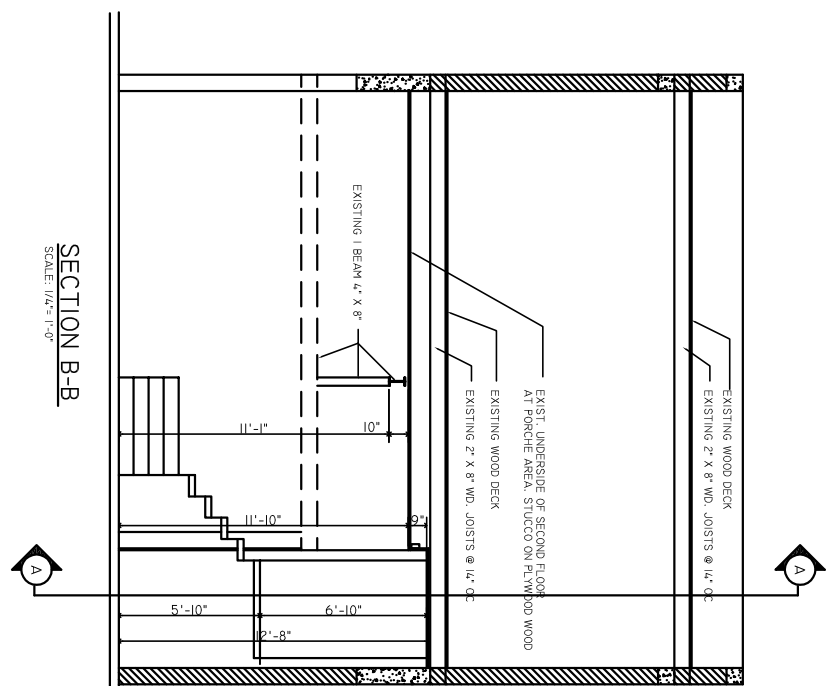 EXISTING WOOD DECK
EXISTING 2" X 8" WD. JOISTS @ 14" OC
EXIST. UNDERSIDE OF SECOND FLOOR
AT PORCHE AREA. STUCCO ON PLYWOOD WOOD
EXISTING WOOD DECK
EXISTING 2" X 8" WD. JOISTS @ 14" OC
EXISTING I BEAM 4" X 8"
10"
11'-1"
9"
11'-10"
6'-10"
5'-10"
12'-8"
A
A
SECTION B-B
SCALE: 1/4"= 1'-0"